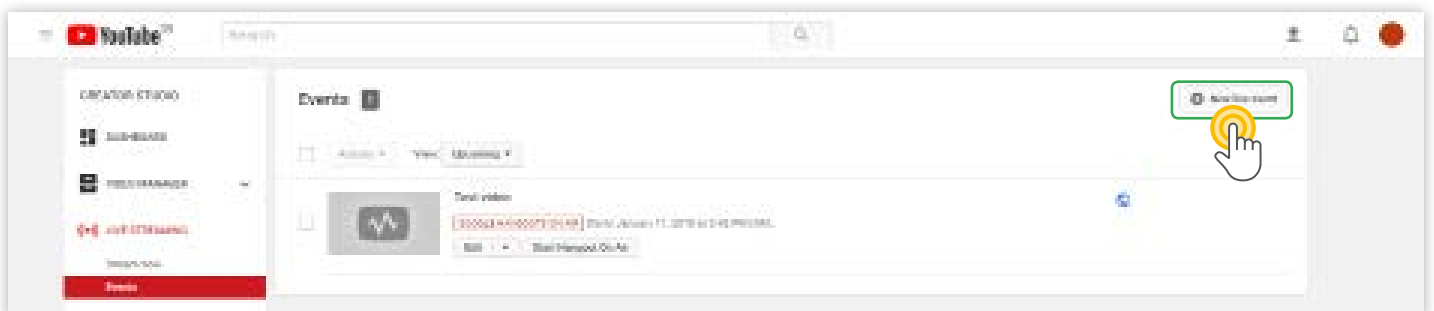 YouTube
Search
CREATOR STUDIO
DASHBOARD
VIDEO MANAGER
LIVE STREAMING
Events
Events
New live event
Actions
View: Upcoming
Test video
Edit
Start Hangout On Air